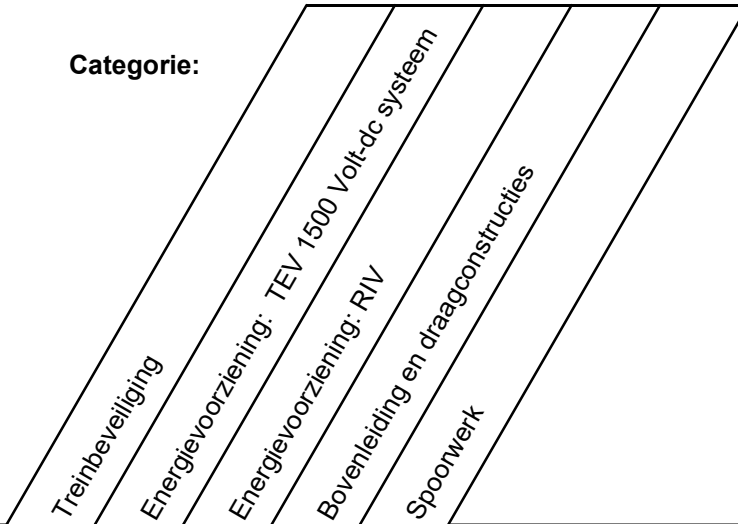 Categorie:
Treinbeveiliging
Energievoorziening: TEV 1500 Volt-dc systeem
Energievoorziening: RIV
Bovenleiding en draagconstructies
Spoorwerk